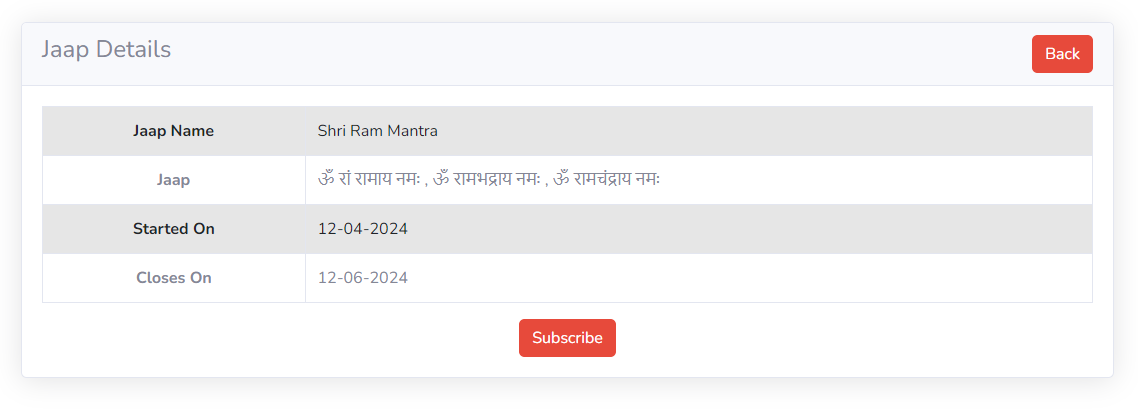 Jaap Details
Back
Jaap Name Shri Ram Mantra
Jaap ॐ रां रामाय नमः , ॐ रामभद्राय नमः , ॐ रामचंद्राय नमः
Started On 12-04-2024
Closes On 12-06-2024
Subscribe